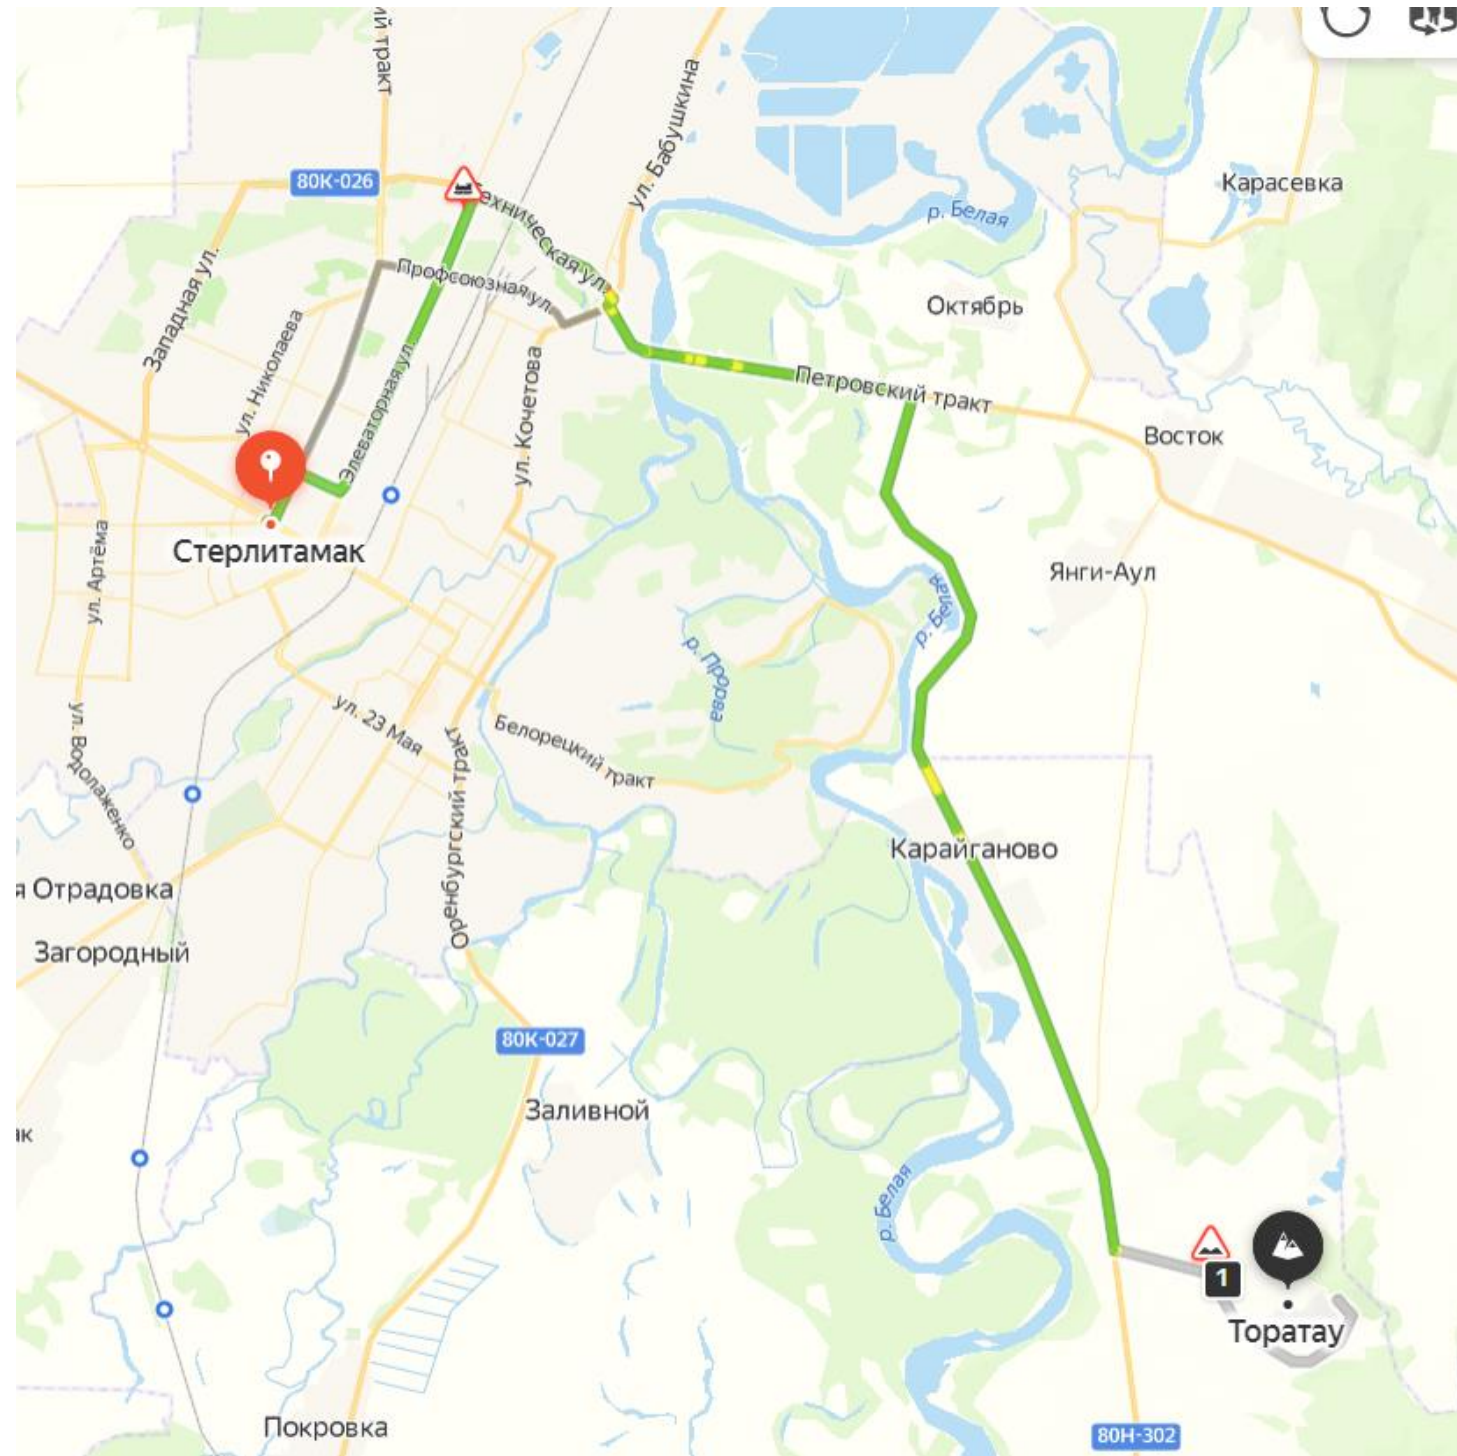 ий тракт
ул. Бабушкина
80К-026
Техническая ул.
Карасевка
р. Белая
Западная ул.
Профсоюзная ул.
Октябрь
ул. Николаева
Элеваторная ул.
ул. Кочетова
Петровский тракт
Восток
Стерлитамак
ул. Артёма
Янги-Аул
р. Белая
р. Прорва
ул. 23 Мая
Белорецкий тракт
ул. Водолаженко
Оренбургский тракт
Карайганово
я Отрадовка
Загородный
80К-027
Заливной
ак
р. Белая
1
Торатау
Покровка
80Н-302